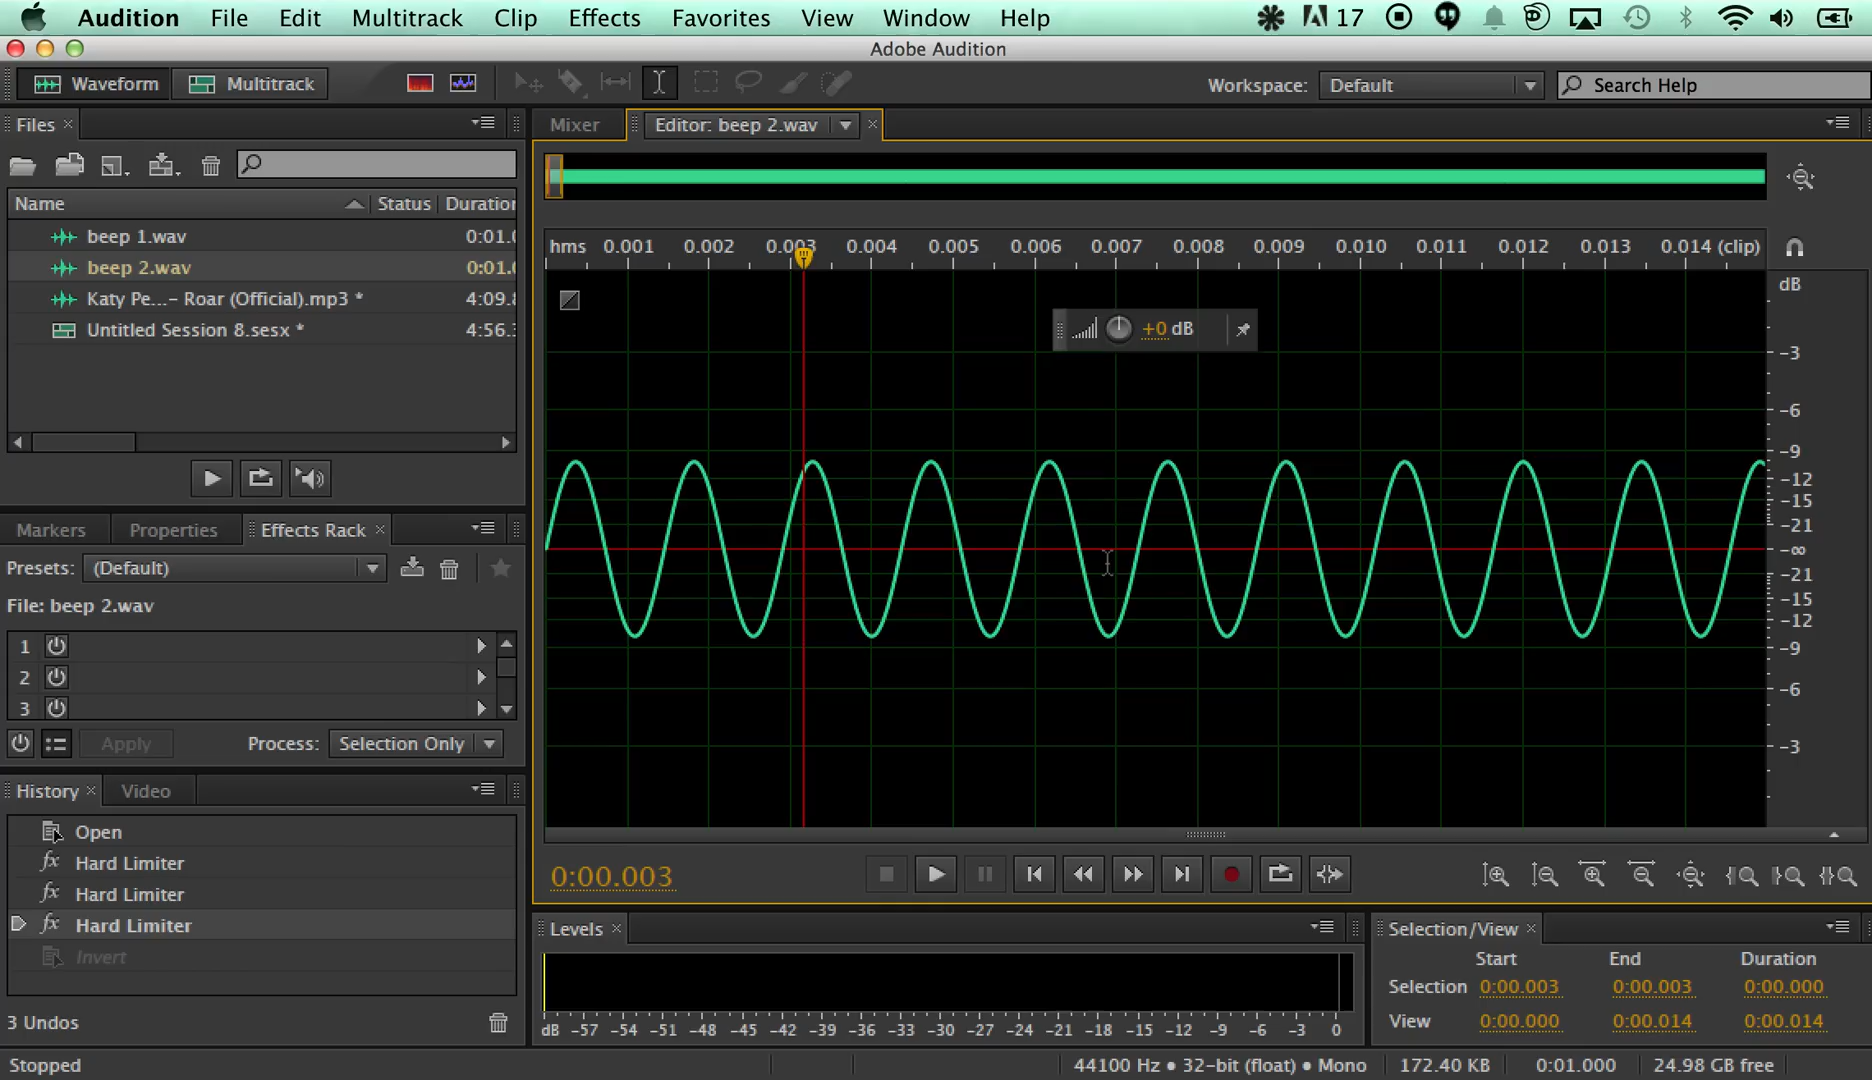 Audition File Edit Multitrack Clip Effects Favorites View Window Help 17
Adobe Audition
Waveform Multitrack Workspace: Default Search Help
Files
Name Status Duration
beep 1.wav 0:01.
beep 2.wav 0:01.
Katy Pe...– Roar (Official).mp3 * 4:09.
Untitled Session 8.sesx * 4:56.
Markers Properties Effects Rack
Presets: (Default)
File: beep 2.wav
1
2
3
Apply Process: Selection Only
History Video
Open
Hard Limiter
Hard Limiter
Hard Limiter
Invert
3 Undos
Stopped
Mixer Editor: beep 2.wav
hms 0.001 0.002 0.003 0.004 0.005 0.006 0.007 0.008 0.009 0.010 0.011 0.012 0.013 0.014 (clip)
+0 dB
dB
-3
-6
-9
-12
-15
-21
-∞
-21
-15
-12
-9
-6
-3
0:00.003
Levels
dB -57 -54 -51 -48 -45 -42 -39 -36 -33 -30 -27 -24 -21 -18 -15 -12 -9 -6 -3 0
Selection/View
Start End Duration
Selection 0:00.003 0:00.003 0:00.000
View 0:00.000 0:00.014 0:00.014
44100 Hz • 32-bit (float) • Mono 172.40 KB 0:01.000 24.98 GB free